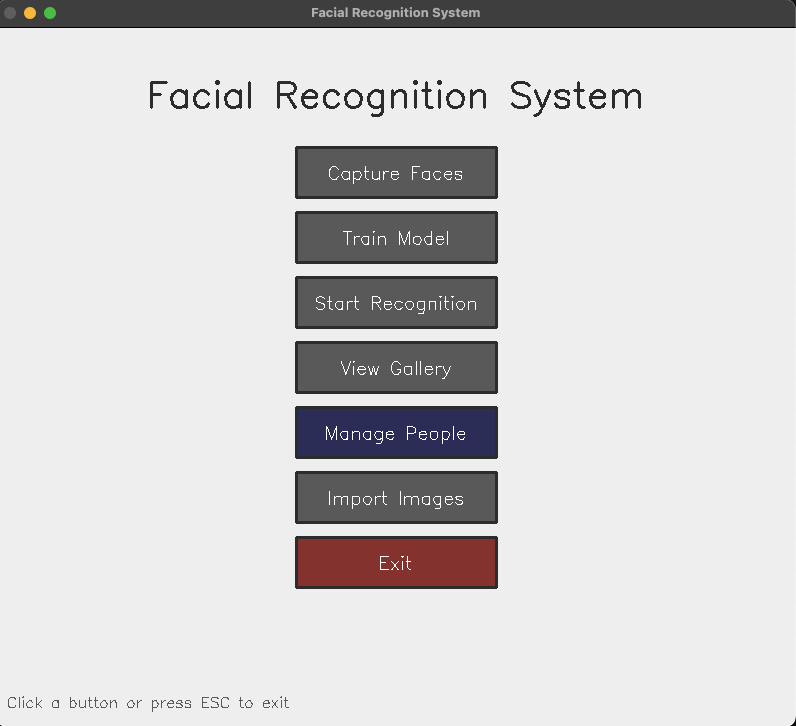 Facial Recognition System
Facial Recognition System
Capture Faces
Train Model
Start Recognition
View Gallery
Manage People
Import Images
Exit
Click a button or press ESC to exit